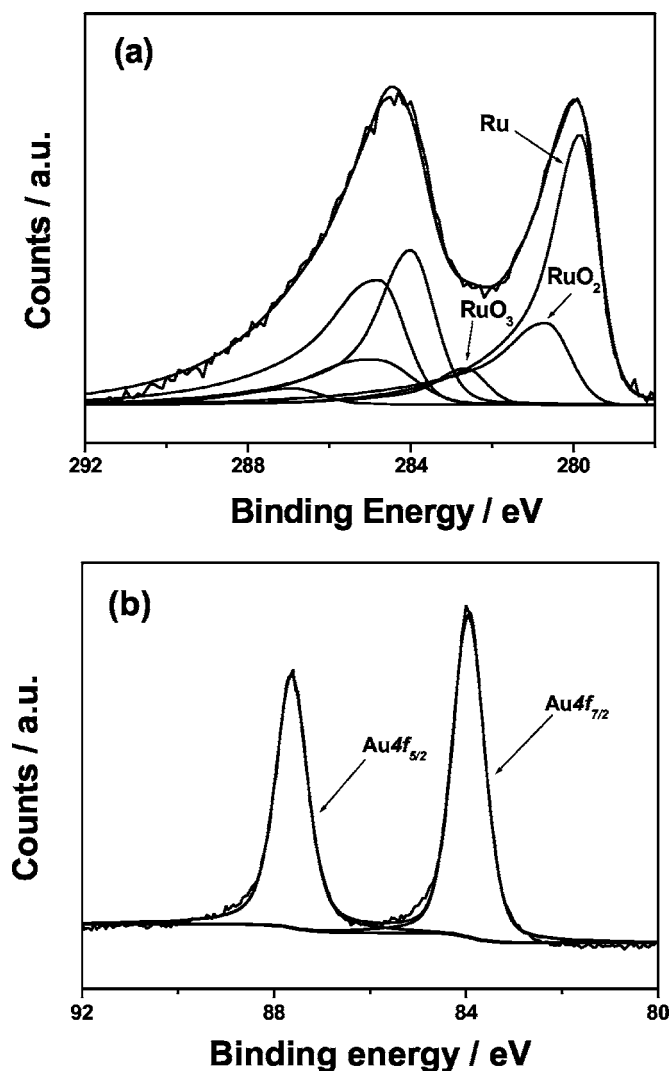 (a)
Ru
RuO2
RuO3
Counts / a.u.
292 288 284 280
Binding Energy / eV
(b)
Au4f7/2
Au4f5/2
Counts / a.u.
92 88 84 80
Binding energy / eV